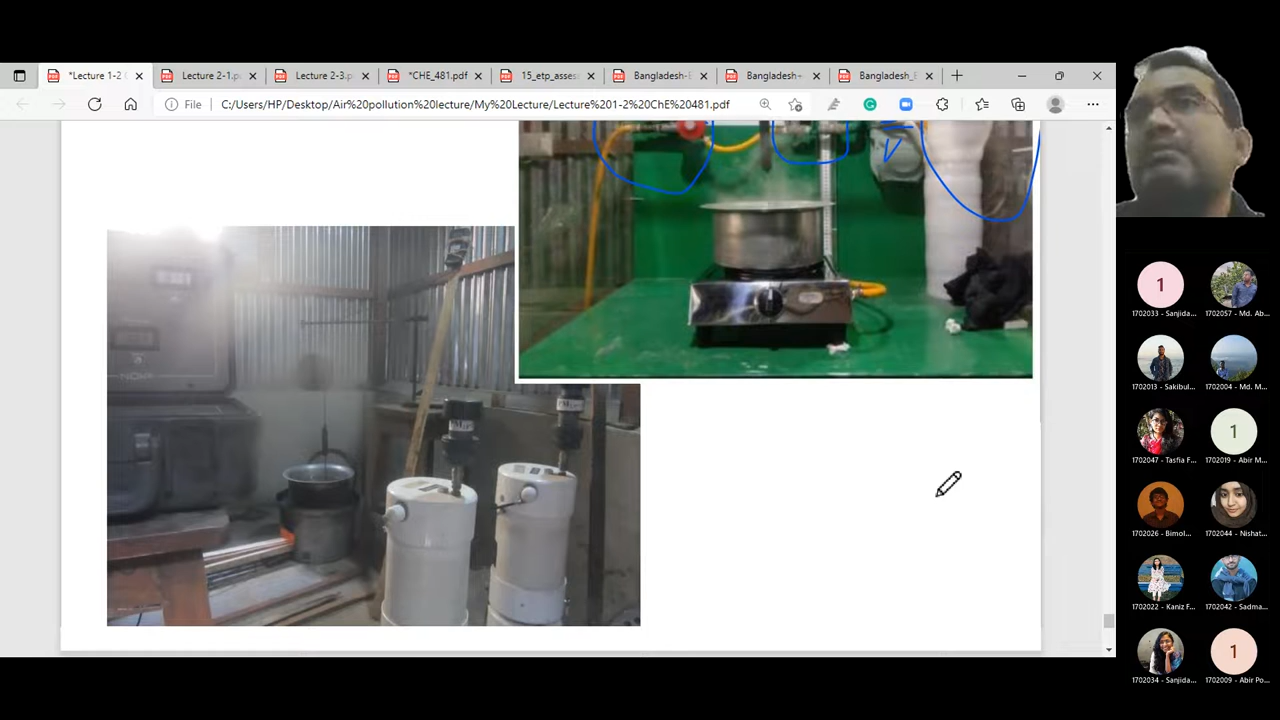 *Lecture 1-2 C
Lecture 2-1.p
Lecture 2-3.p
*CHE_481.pdf
15_etp_asses
Bangladesh-E
Bangladesh-
Bangladesh_E
File
C:/Users/HP/Desktop/Air%20pollution%20lecture/My%20Lecture/Lecture%201-2%20ChE%20481.pdf
V
1
1702033 - Sanjida...
1702057 - Md. Ab...
1702013 - Sakibul...
1702004 - Md. M...
1
1702047 - Tasfia F...
1702019 - Abir M...
1702026 - Bimol...
1702044 - Nishat...
1702022 - Kaniz F...
1702042 - Sadma...
1
1702034 - Sanjida...
1702009 - Abir Po...